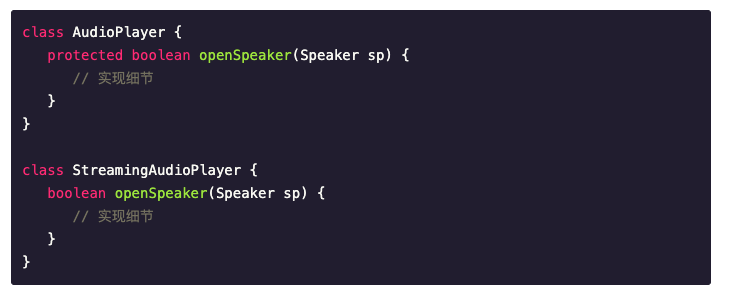 class AudioPlayer {
   protected boolean openSpeaker(Speaker sp) {
      // 实现细节
   }
}

class StreamingAudioPlayer {
   boolean openSpeaker(Speaker sp) {
      // 实现细节
   }
}